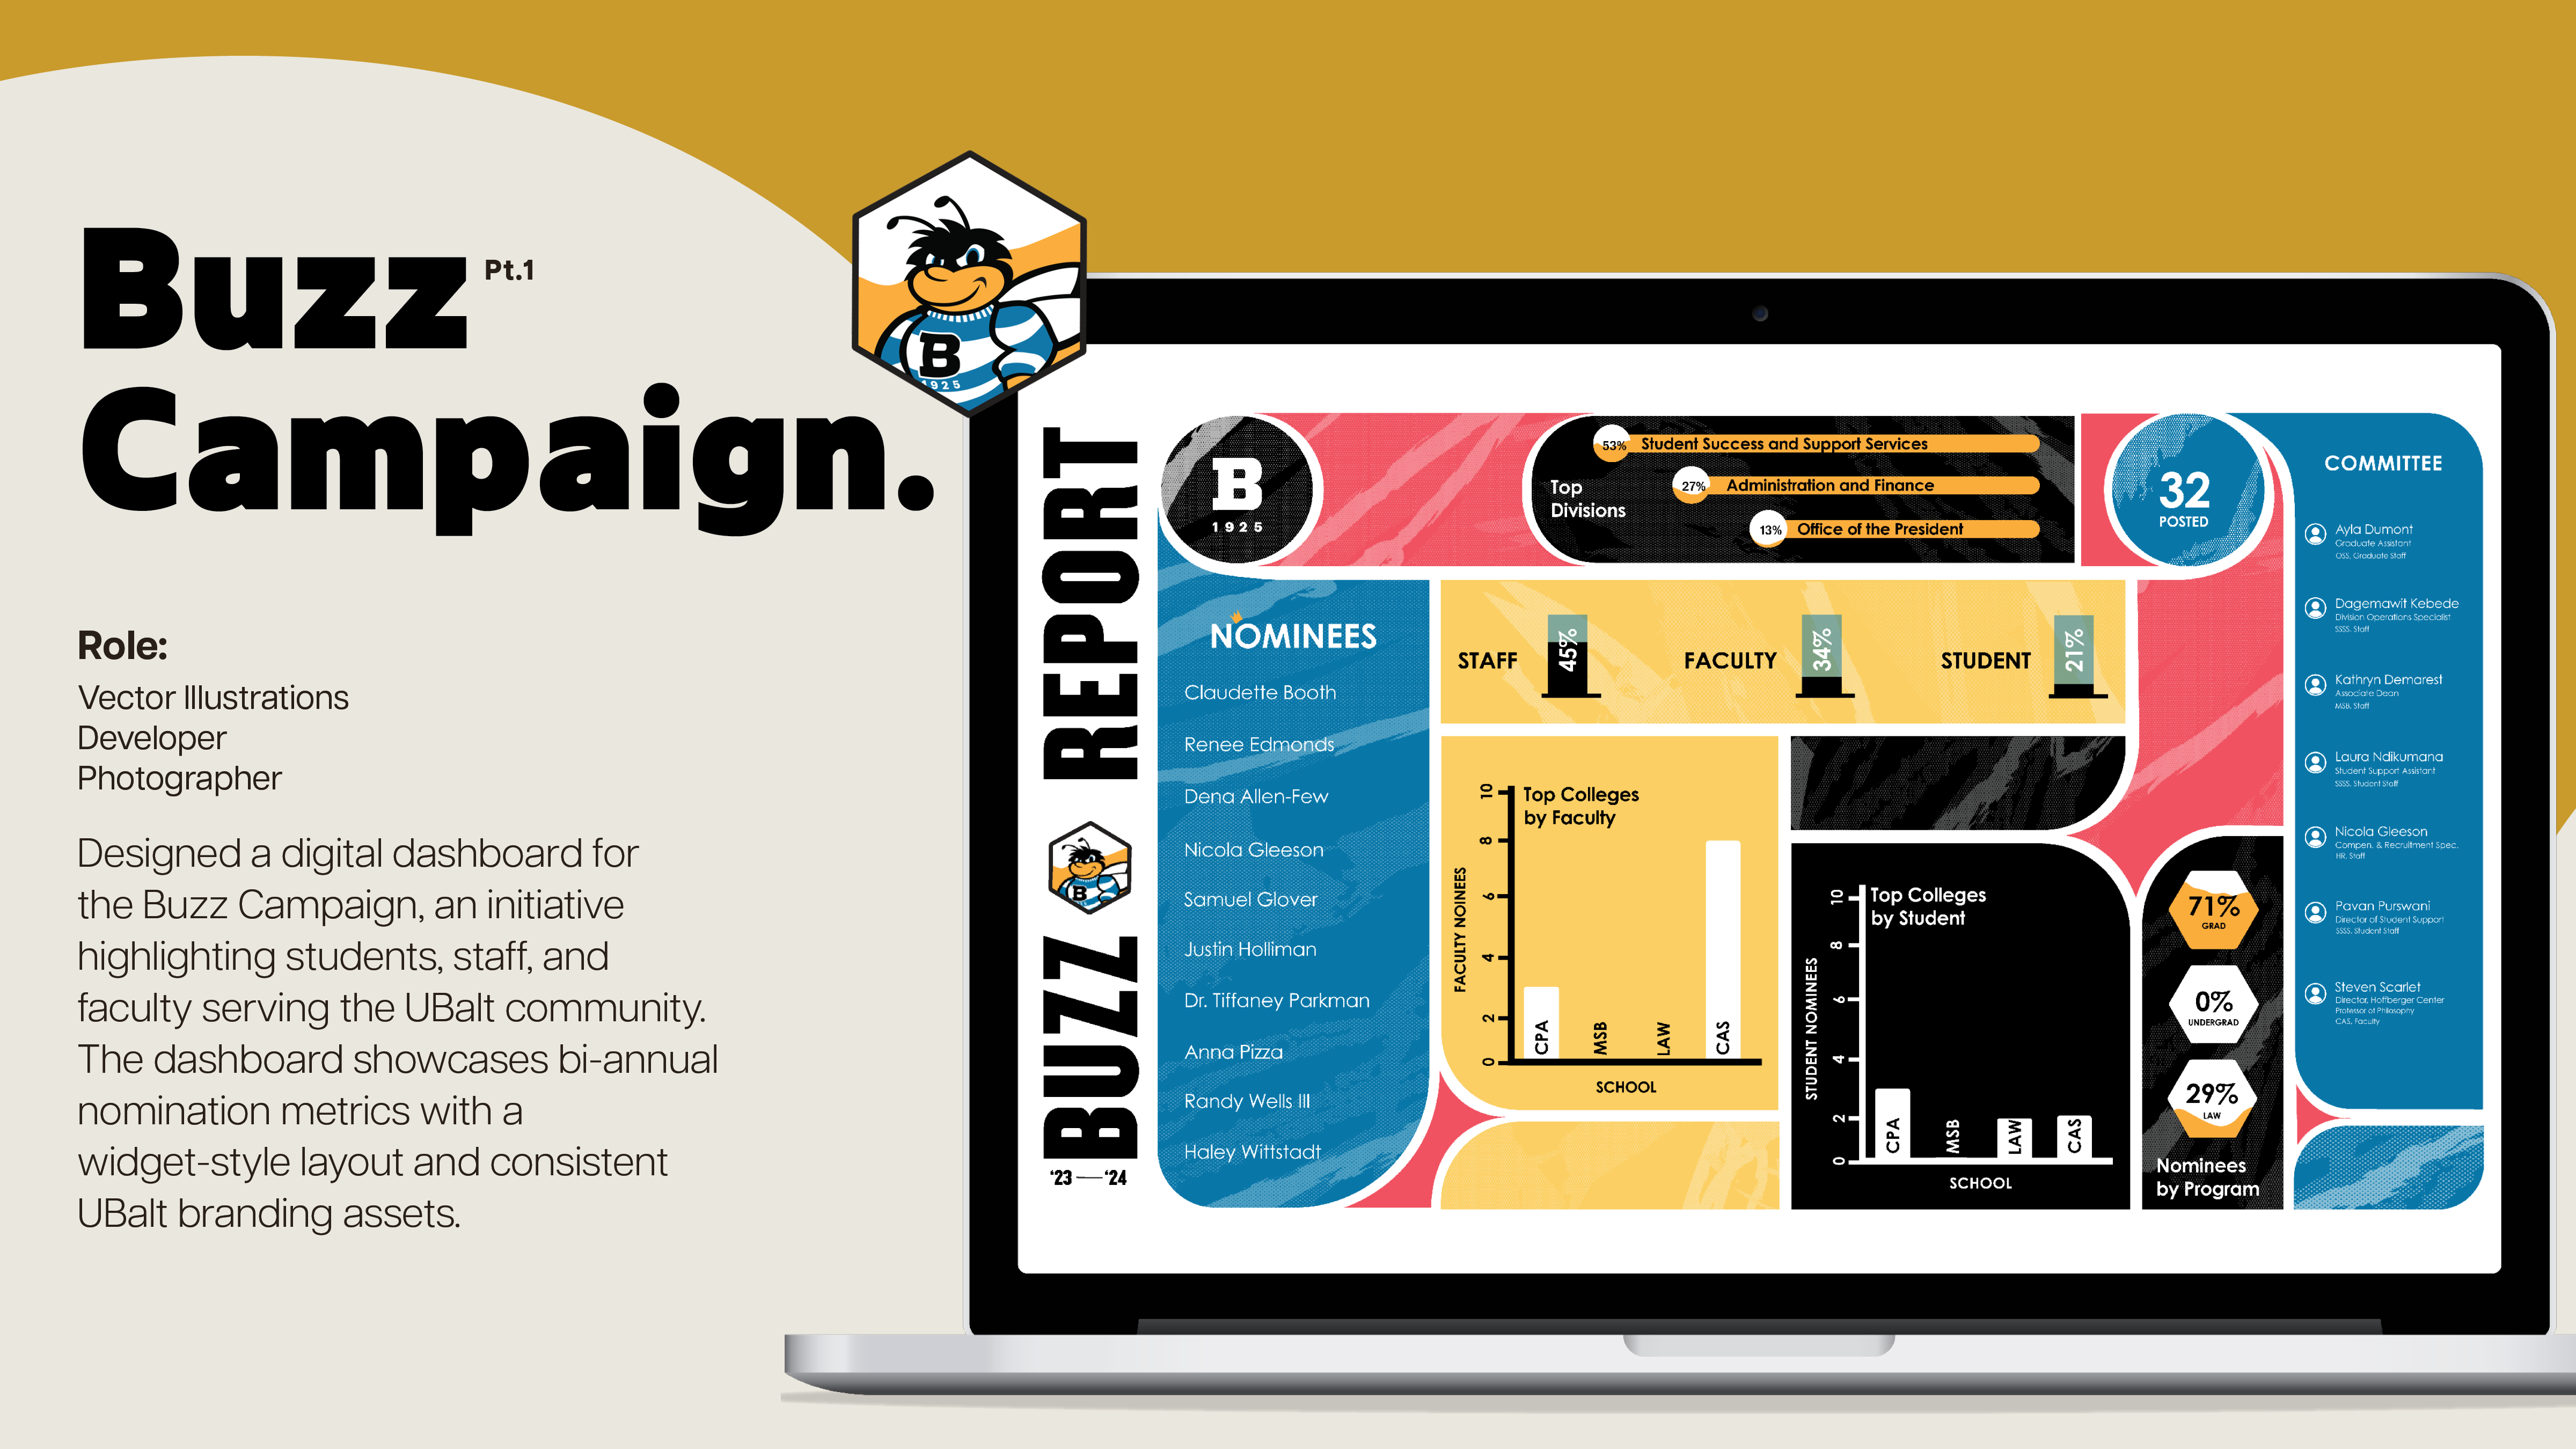 Buzz Pt.1
Campaign.
Role:
Vector Illustrations
Developer
Photographer
Designed a digital dashboard for
the Buzz Campaign, an initiative
highlighting students, staff, and
faculty serving the UBalt community.
The dashboard showcases bi-annual
nomination metrics with a
widget-style layout and consistent
UBalt branding assets.
B
1925
BUZZ REPORT
B
'23 — '24
B
1925
Top
Divisions
53% Student Success and Support Services
27% Administration and Finance
13% Office of the President
32
POSTED
NOMINEES
Claudette Booth
Renee Edmonds
Dena Allen-Few
Nicola Gleeson
Samuel Glover
Justin Holliman
Dr. Tiffaney Parkman
Anna Pizza
Randy Wells III
Haley Wittstadt
STAFF 45%
FACULTY 34%
STUDENT 21%
Top Colleges
by Faculty
FACULTY NOINEES
10
8
6
4
2
0
CPA MSB LAW CAS
SCHOOL
Top Colleges
by Student
STUDENT NOMINEES
10
8
6
4
2
0
CPA MSB LAW CAS
SCHOOL
71%
GRAD
0%
UNDERGRAD
29%
LAW
Nominees
by Program
COMMITTEE
Ayla Dumont
Graduate Assistant
OSS, Graduate Staff
Dagemawit Kebede
Division Operations Specialist
SSSS, Staff
Kathryn Demarest
Associate Dean
MSB, Staff
Laura Ndikumana
Student Support Assistant
SSSS, Student Staff
Nicola Gleeson
Compen. & Recruitment Spec.
HR, Staff
Pavan Purswani
Director of Student Support
SSSS, Student Staff
Steven Scarlet
Director, Hoffberger Center
Professor of Philosophy
CAS, Faculty